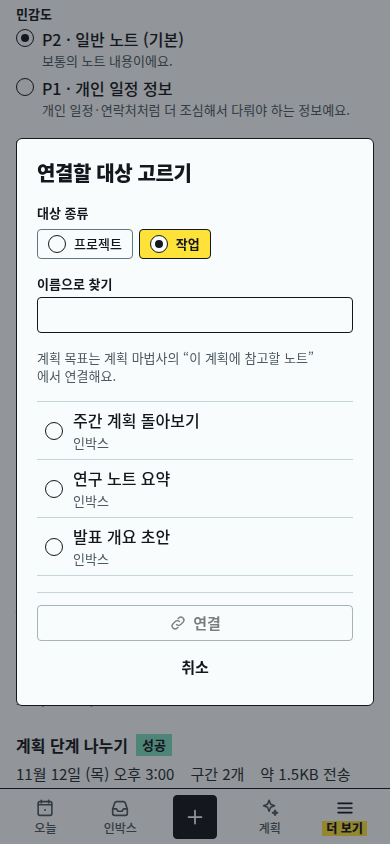 민감도
P2 · 일반 노트 (기본)
보통의 노트 내용이에요.
P1 · 개인 일정 정보
개인 일정·연락처처럼 더 조심해서 다뤄야 하는 정보예요.
연결할 대상 고르기
대상 종류
프로젝트
작업
이름으로 찾기
계획 목표는 계획 마법사의 “이 계획에 참고할 노트”
에서 연결해요.
주간 계획 돌아보기
인박스
연구 노트 요약
인박스
발표 개요 초안
인박스
연결
취소
계획 단계 나누기 성공
11월 12일 (목) 오후 3:00 구간 2개 약 1.5KB 전송
오늘 인박스 계획 더 보기